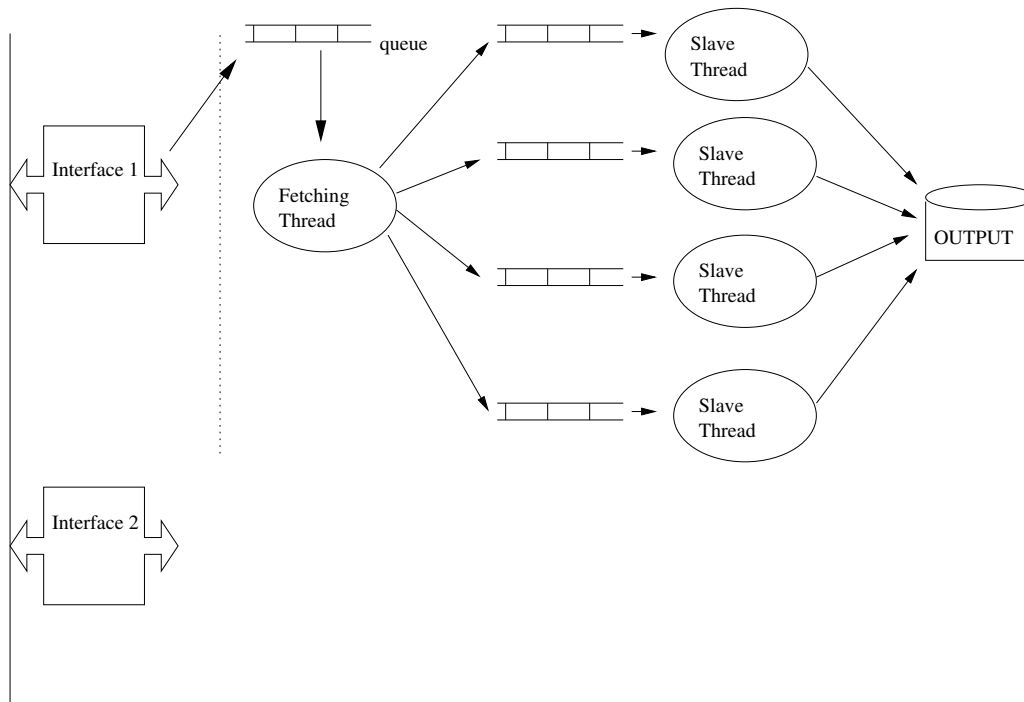 queue
Slave
Thread
Interface 1
Fetching
Thread
Slave
Thread
OUTPUT
Slave
Thread
Slave
Thread
Interface 2